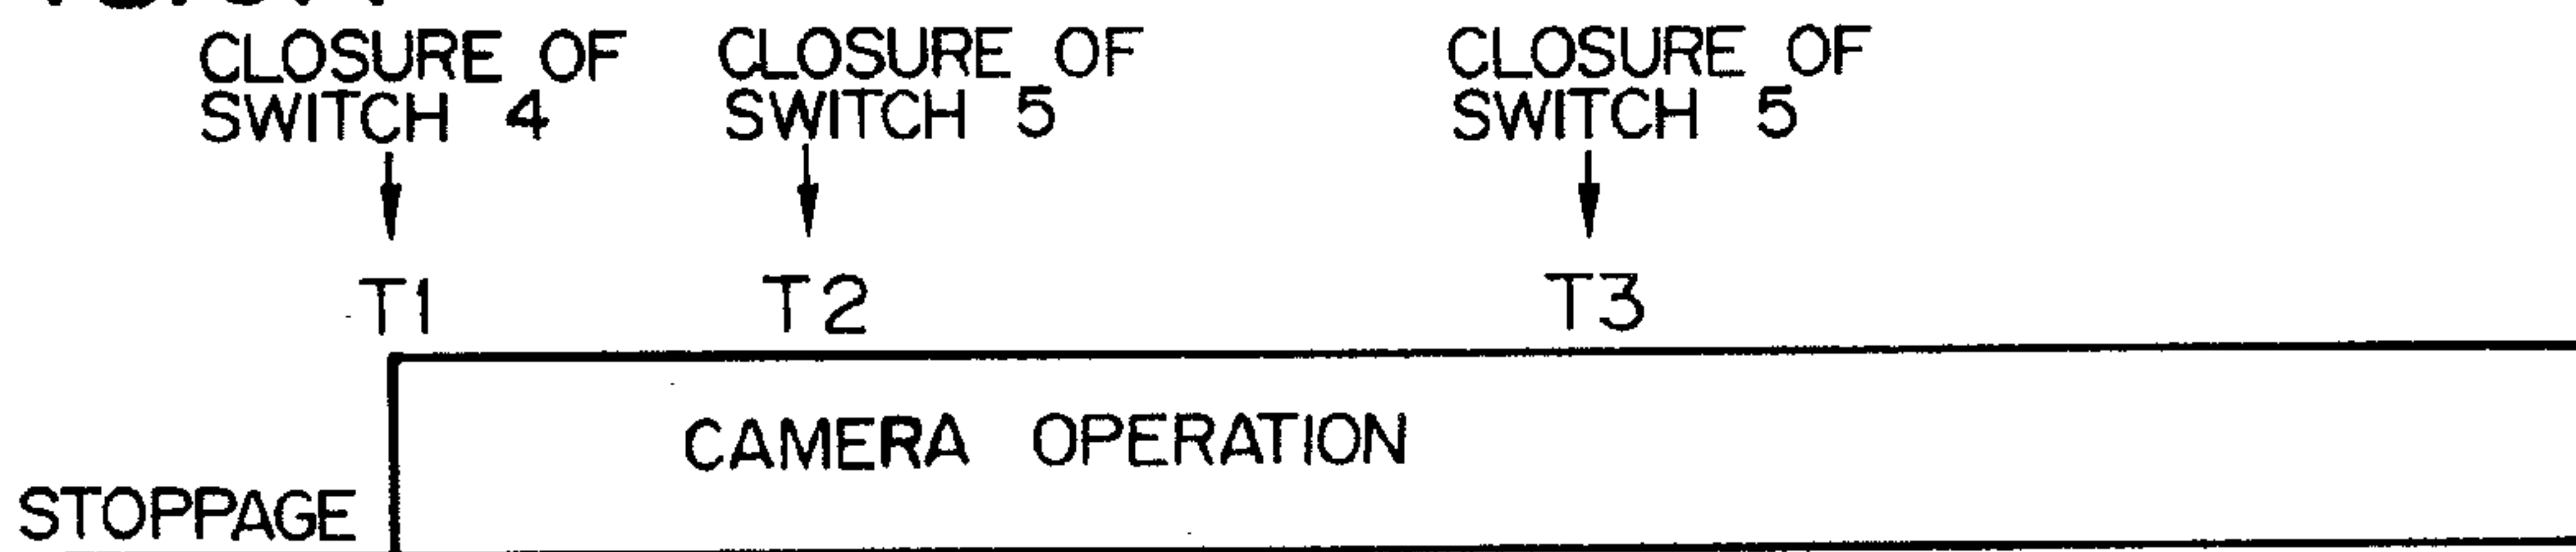 CLOSURE OF
SWITCH 4
CLOSURE OF
SWITCH 5
CLOSURE OF
SWITCH 5
T1
T2
T3
CAMERA OPERATION
STOPPAGE